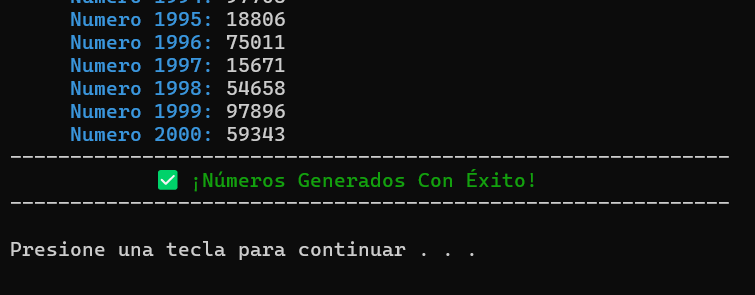 Numero 1995: 18806
Numero 1996: 75011
Numero 1997: 15671
Numero 1998: 54658
Numero 1999: 97896
Numero 2000: 59343
------------------------------------------------------------
✅ ¡Números Generados Con Éxito!
------------------------------------------------------------
Presione una tecla para continuar . . .